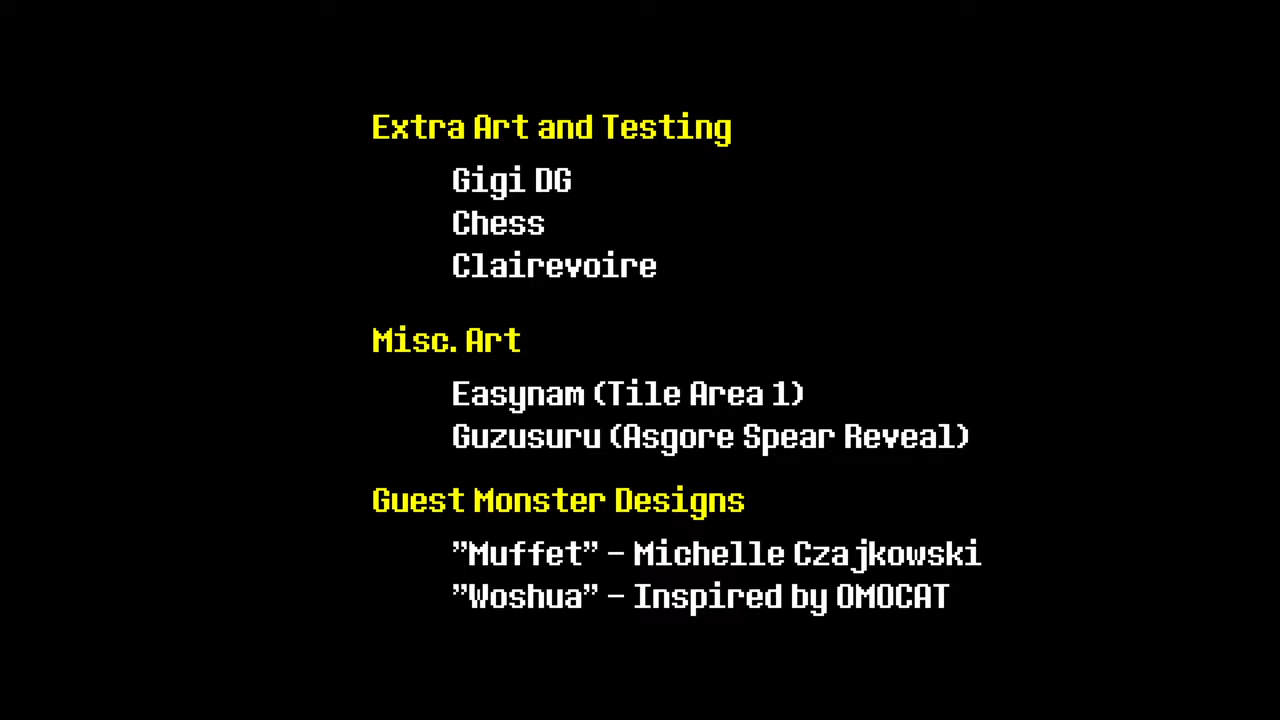 Extra Art and Testing
Gigi DG
Chess
Clairevoire
Misc. Art
Easynam (Tile Area 1)
Guzusuru (Asgore Spear Reveal)
Guest Monster Designs
”Muffet” – Michelle Czajkowski
”Woshua” – Inspired by OMOCAT